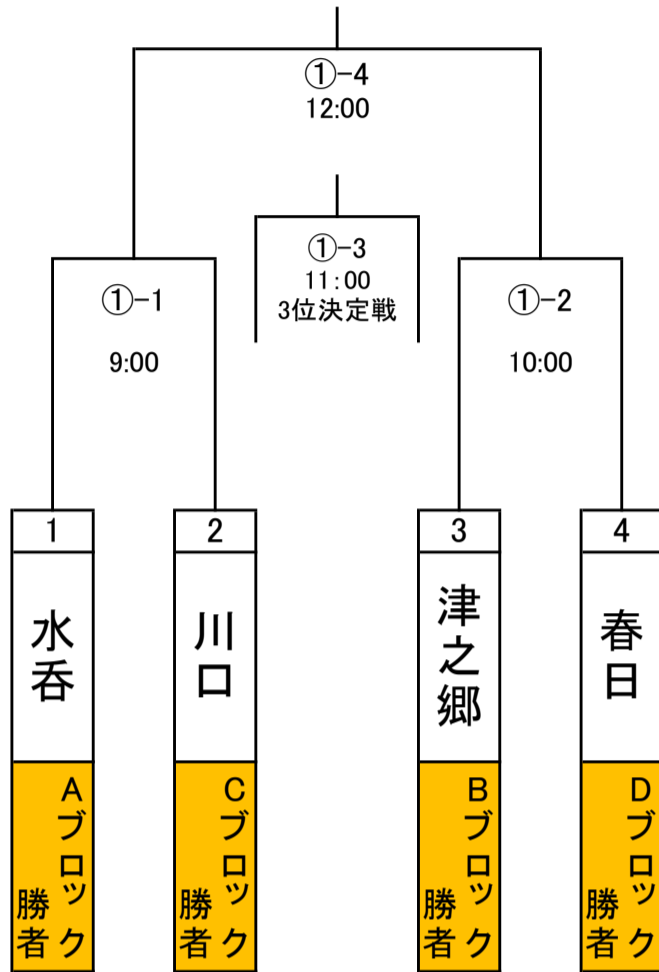 ①-4
12:00
①-3
11:00
3位決定戦
①-1
9:00
①-2
10:00
1
水呑
Aブロック
勝者
2
川口
Cブロック
勝者
3
津之郷
Bブロック
勝者
4
春日
Dブロック
勝者